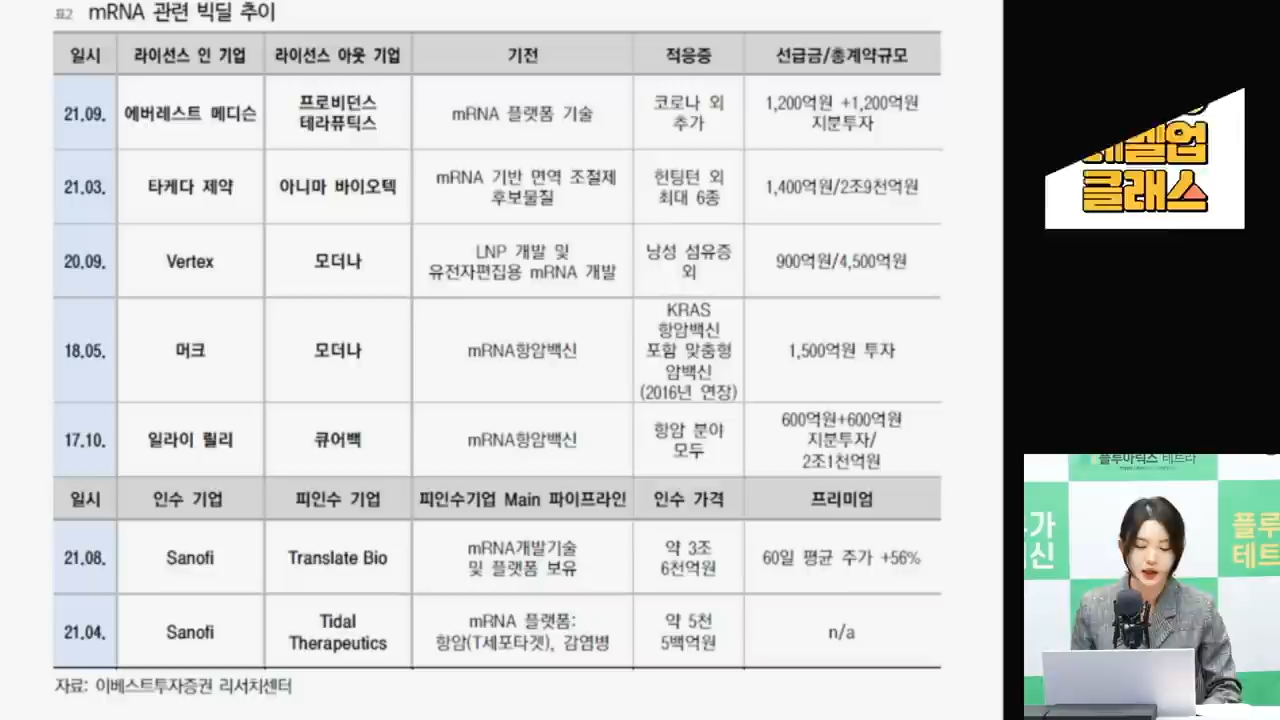 표2 mRNA 관련 빅딜 추이
일시 라이선스 인 기업 라이선스 아웃 기업 기전 적응증 선급금/총계약규모
21.09. 에버레스트 메디슨 프로비던스 테라퓨틱스 mRNA 플랫폼 기술 코로나 외 추가 1,200억원 +1,200억원 지분투자
21.03. 타케다 제약 아니마 바이오텍 mRNA 기반 면역 조절제 후보물질 헌팅턴 외 최대 6종 1,400억원/2조9천억원
20.09. Vertex 모더나 LNP 개발 및 유전자편집용 mRNA 개발 낭성 섬유증 외 900억원/4,500억원
18.05. 머크 모더나 mRNA항암백신 KRAS 항암백신 포함 맞춤형 암백신 (2016년 연장) 1,500억원 투자
17.10. 일라이 릴리 큐어백 mRNA항암백신 항암 분야 모두 600억원+600억원 지분투자/ 2조1천억원
일시 인수 기업 피인수 기업 피인수기업 Main 파이프라인 인수 가격 프리미엄
21.08. Sanofi Translate Bio mRNA개발기술 및 플랫폼 보유 약 3조 6천억원 60일 평균 주가 +56%
21.04. Sanofi Tidal Therapeutics mRNA 플랫폼: 항암(T세포타겟), 감염병 약 5천 5백억원 n/a
자료: 이베스트투자증권 리서치센터
클래스
플루
테트